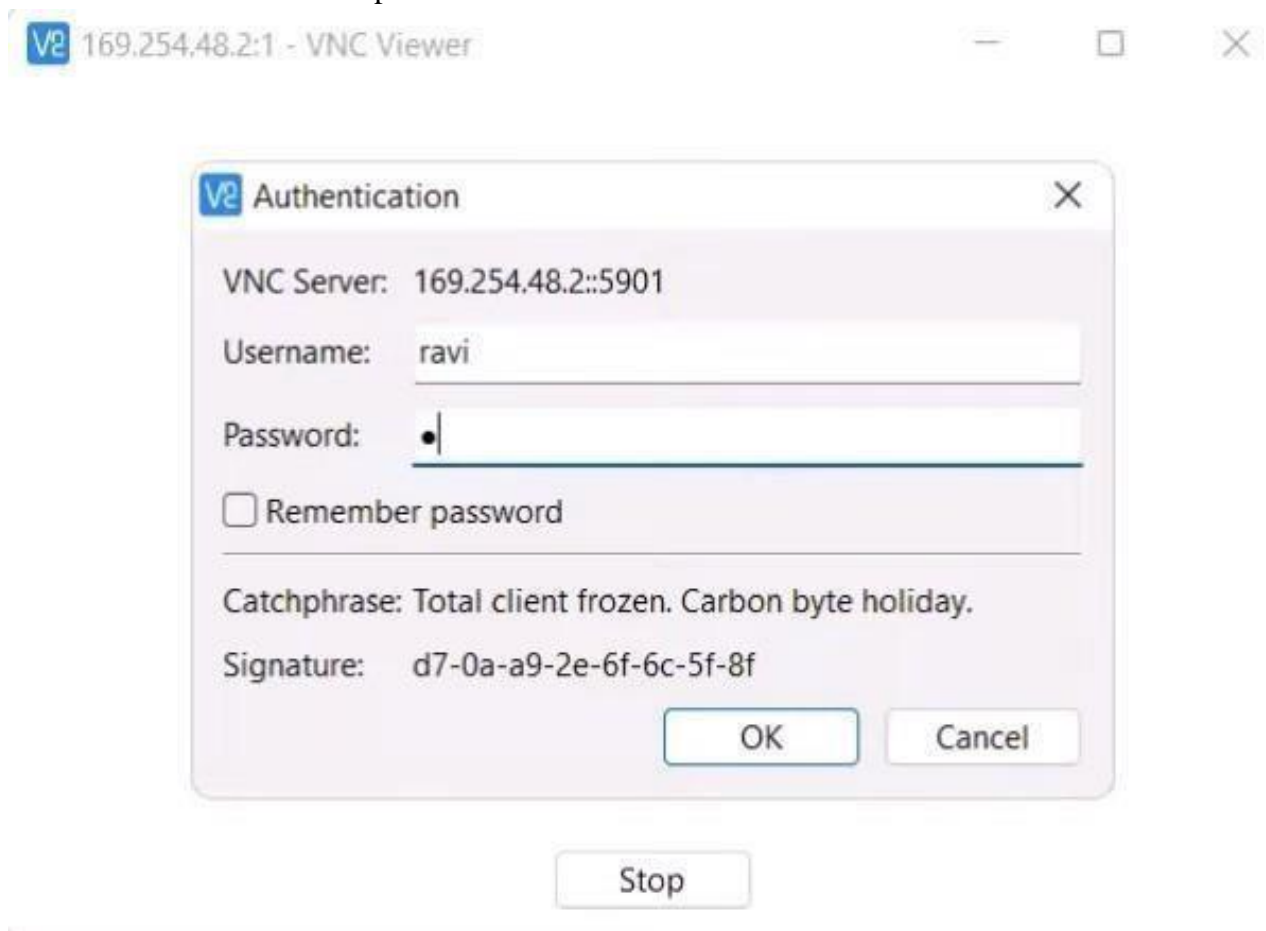 169.254.48.2:1 - VNC Viewer
Authentication
VNC Server: 169.254.48.2::5901
Username: ravi
Password: ●
Remember password
Catchphrase: Total client frozen. Carbon byte holiday.
Signature: d7-0a-a9-2e-6f-6c-5f-8f
OK Cancel
Stop